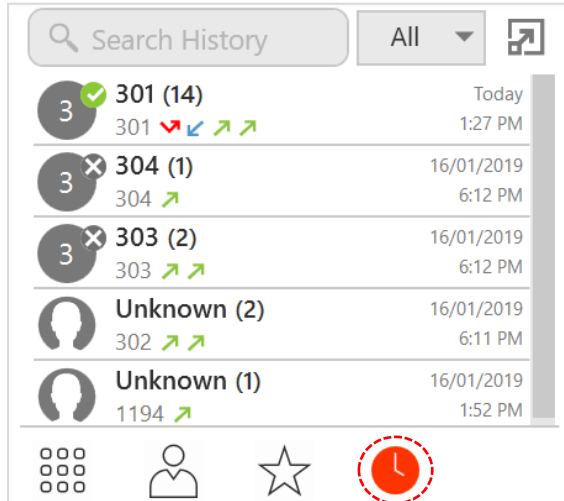 Search History
All
3
301 (14)
Today
301
1:27 PM
3
304 (1)
16/01/2019
304
6:12 PM
3
303 (2)
16/01/2019
303
6:12 PM
Unknown (2)
16/01/2019
302
6:11 PM
Unknown (1)
16/01/2019
1194
1:52 PM